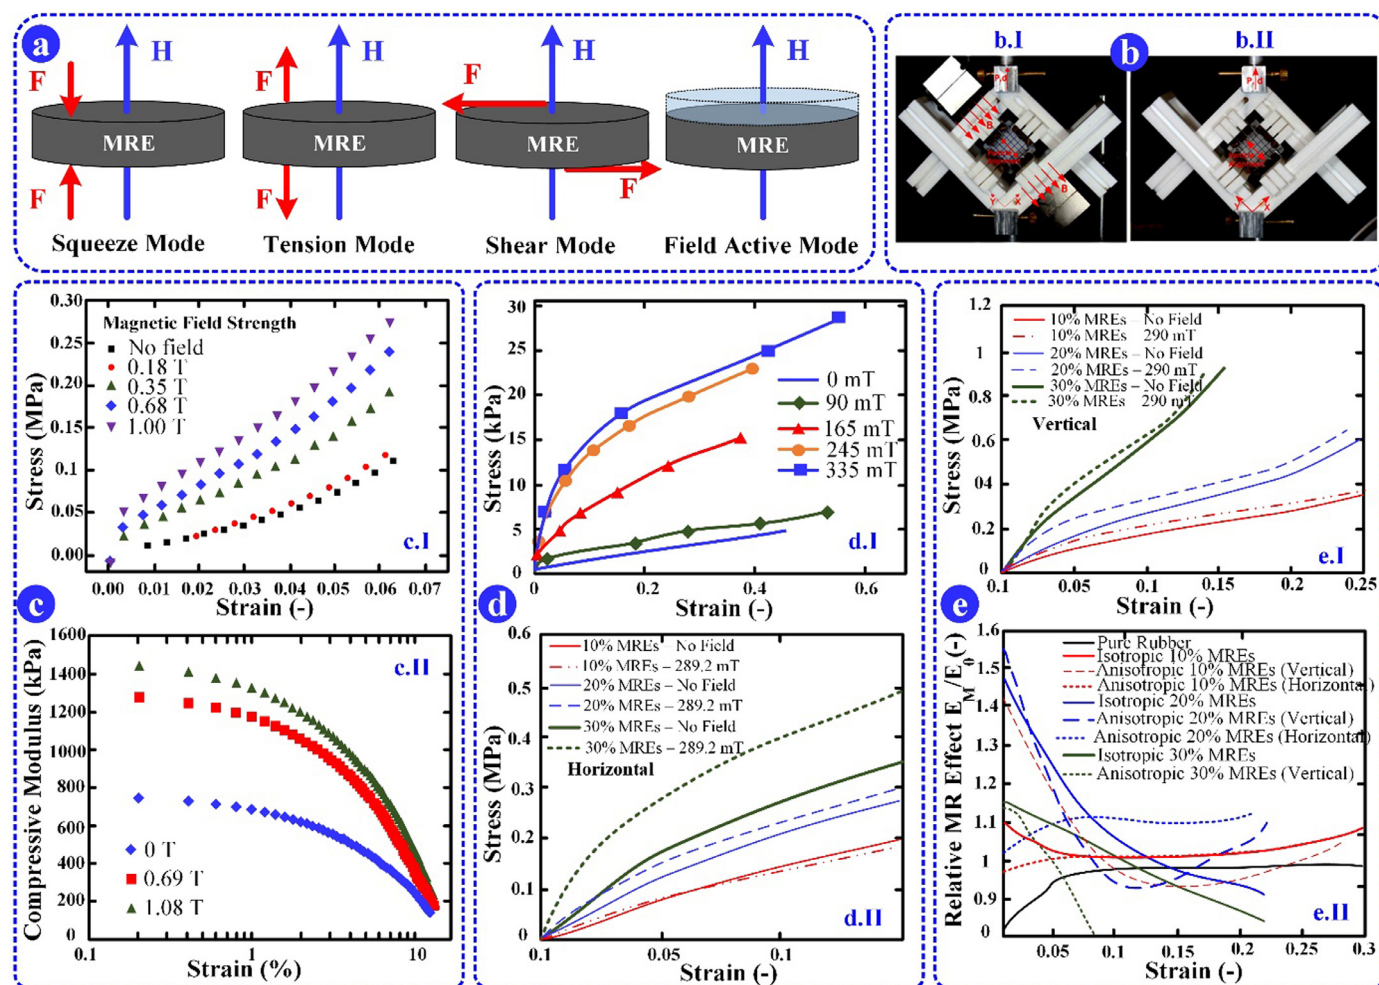 a
H
F
MRE
F
Squeeze Mode
H
F
MRE
F
Tension Mode
H
F
MRE
F
Shear Mode
H
MRE
Field Active Mode
b.I
b
b.II
B
B
Y
X
Y
X
0.30
0.25
0.20
0.15
0.10
0.05
0.00
Stress (MPa)
Magnetic Field Strength
No field
0.18 T
0.35 T
0.68 T
1.00 T
c.I
0.00 0.01 0.02 0.03 0.04 0.05 0.06 0.07
Strain (-)
c
1600
1400
1200
1000
800
600
400
200
0
Compressive Modulus (kPa)
c.II
0 T
0.69 T
1.08 T
0.1 1 10
Strain (%)
30
25
20
15
10
5
0
Stress (kPa)
0 mT
90 mT
165 mT
245 mT
335 mT
d.I
0 0.2 0.4 0.6
Strain (-)
d
0.6
0.5
0.4
0.3
0.2
0.1
0
Stress (MPa)
10% MREs – No Field
10% MREs – 289.2 mT
20% MREs – No Field
20% MREs – 289.2 mT
30% MREs – No Field
30% MREs – 289.2 mT
Horizontal
d.II
0.1 0.05 0.1
Strain (-)
1.2
1
0.8
0.6
0.4
0.2
0
Stress (MPa)
10% MREs – No Field
10% MREs 290 mT
20% MREs – No Field
20% MREs – 290 mT
30% MREs – No Field
30% MREs 290 mT
Vertical
e.I
0.1 0.05 0.1 0.15 0.2 0.25
Strain (-)
e
1.6
1.5
1.4
1.3
1.2
1.1
1
0.9
0
Relative MR Effect E_M/E_0 (-)
Pure Rubber
Isotropic 10% MREs
Anisotropic 10% MREs (Vertical)
Anisotropic 10% MREs (Horizontal)
Isotropic 20% MREs
Anisotropic 20% MREs (Vertical)
Anisotropic 20% MREs (Horizontal)
Isotropic 30% MREs
Anisotropic 30% MREs (Vertical)
e.II
0.05 0.1 0.15 0.2 0.25 0.3
Strain (-)